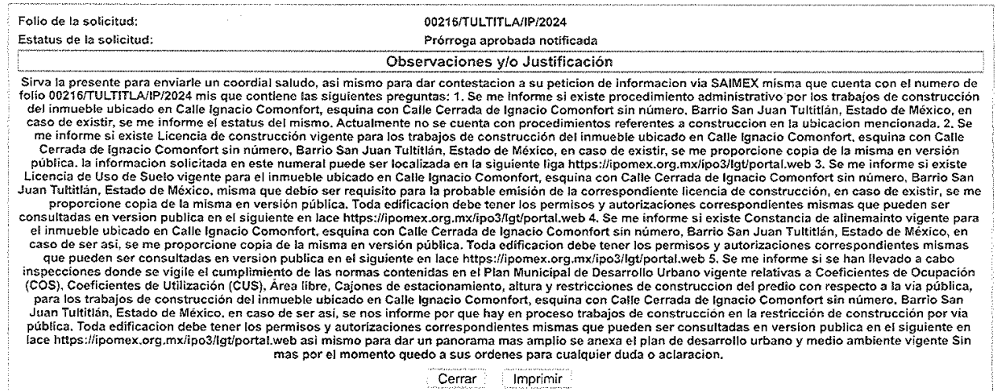 Folio de la solicitud: 00216/TULTITLA/IP/2024
Estatus de la solicitud: Prórroga aprobada notificada
Observaciones y/o Justificación
Sirva la presente para enviarle un coordial saludo, asi mismo para dar contestacion a su peticion de informacion via SAIMEX misma que cuenta con el numero de
folio 00216/TULTITLA/IP/2024 mis que contiene las siguientes preguntas: 1. Se me informe si existe procedimiento administrativo por los trabajos de construcción
del inmueble ubicado en Calle Ignacio Comonfort, esquina con Calle Cerrada de Ignacio Comonfort sin número, Barrio San Juan Tultitlán, Estado de México, en
caso de existir, se me informe el estatus del mismo. Actualmente no se cuenta con procedimientos referentes a construccion en la ubicacion mencionada. 2. Se
me informe si existe Licencia de construcción vigente para los trabajos de construcción del inmueble ubicado en Calle Ignacio Comonfort, esquina con Calle
Cerrada de Ignacio Comonfort sin número, Barrio San Juan Tultitlán, Estado de México, en caso de existir, se me proporcione copia de la misma en versión
pública. la informacion solicitada en este numeral puede ser localizada en la siguiente liga https://ipomex.org.mx/ipo3/lgt/portal.web 3. Se me informe si existe
Licencia de Uso de Suelo vigente para el inmueble ubicado en Calle Ignacio Comonfort, esquina con Calle Cerrada de Ignacio Comonfort sin número, Barrio San
Juan Tultitlán, Estado de México, misma que debío ser requisito para la probable emisión de la correspondiente licencia de construcción, en caso de existir, se me
proporcione copia de la misma en versión pública. Toda edificacion debe tener los permisos y autorizaciones correspondientes mismas que pueden ser
consultadas en version publica en el siguiente en lace https://ipomex.org.mx/ipo3/lgt/portal.web 4. Se me informe si existe Constancia de alinemainto vigente para
el inmueble ubicado en Calle Ignacio Comonfort, esquina con Calle Cerrada de Ignacio Comonfort sin número, Barrio San Juan Tultitlán, Estado de México, en
caso de ser así, se me proporcione copia de la misma en versión pública. Toda edificacion debe tener los permisos y autorizaciones correspondientes mismas
que pueden ser consultadas en version publica en el siguiente en lace https://ipomex.org.mx/ipo3/lgt/portal.web 5. Se me informe si se han llevado a cabo
inspecciones donde se vigile el cumplimiento de las normas contenidas en el Plan Municipal de Desarrollo Urbano vigente relativas a Coeficientes de Ocupación
(COS), Coeficientes de Utilización (CUS), Área libre, Cajones de estacionamiento, altura y restricciones de construccion del predio con respecto a la vía pública,
para los trabajos de construcción del inmueble ubicado en Calle Ignacio Comonfort, esquina con Calle Cerrada de Ignacio Comonfort sin número. Barrio San
Juan Tultitlán, Estado de México. en caso de ser así, se nos informe por que hay en proceso trabajos de construcción en la restricción de construcción por vía
pública. Toda edificacion debe tener los permisos y autorizaciones correspondientes mismas que pueden ser consultadas en version publica en el siguiente en
lace https://ipomex.org.mx/ipo3/lgt/portal.web asi mismo para dar un panorama mas amplio se anexa el plan de desarrollo urbano y medio ambiente vigente Sin
mas por el momento quedo a sus ordenes para cualquier duda o aclaracion.
Cerrar Imprimir